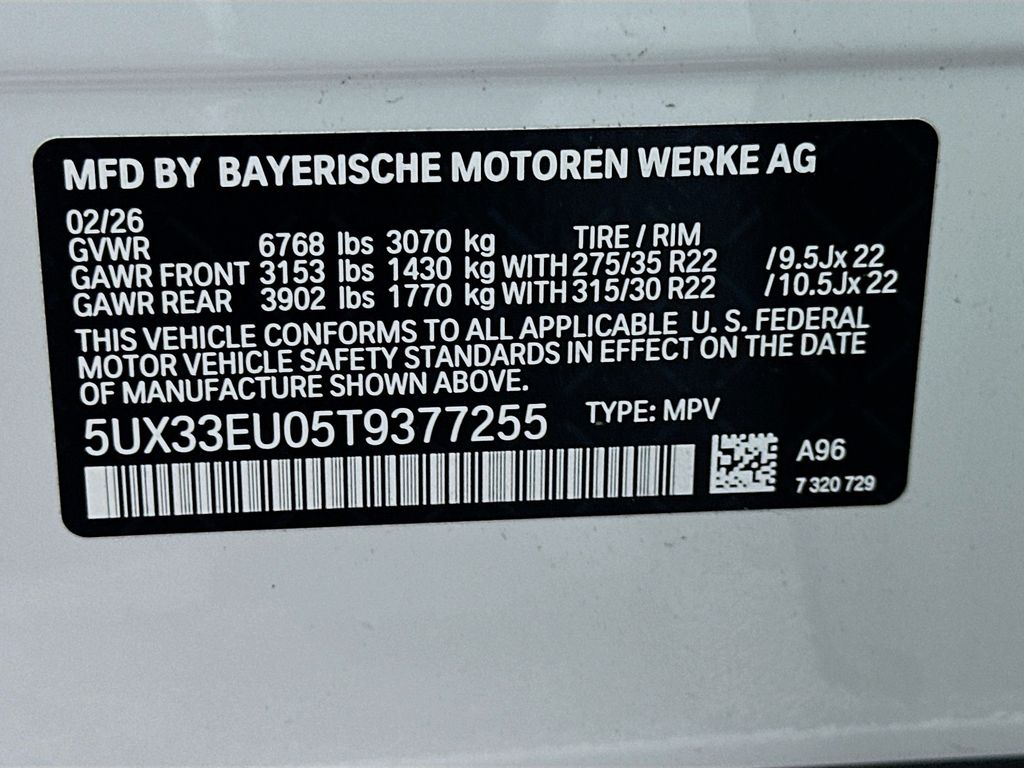 MFD BY BAYERISCHE MOTOREN WERKE AG
02/26
GVWR 6768 lbs 3070 kg TIRE / RIM
GAWR FRONT 3153 lbs 1430 kg WITH 275/35 R22 /9.5Jx 22
GAWR REAR 3902 lbs 1770 kg WITH 315/30 R22 /10.5Jx 22
THIS VEHICLE CONFORMS TO ALL APPLICABLE U. S. FEDERAL
MOTOR VEHICLE SAFETY STANDARDS IN EFFECT ON THE DATE
OF MANUFACTURE SHOWN ABOVE.
5UX33EU05T9377255 TYPE: MPV
A96
7 320 729